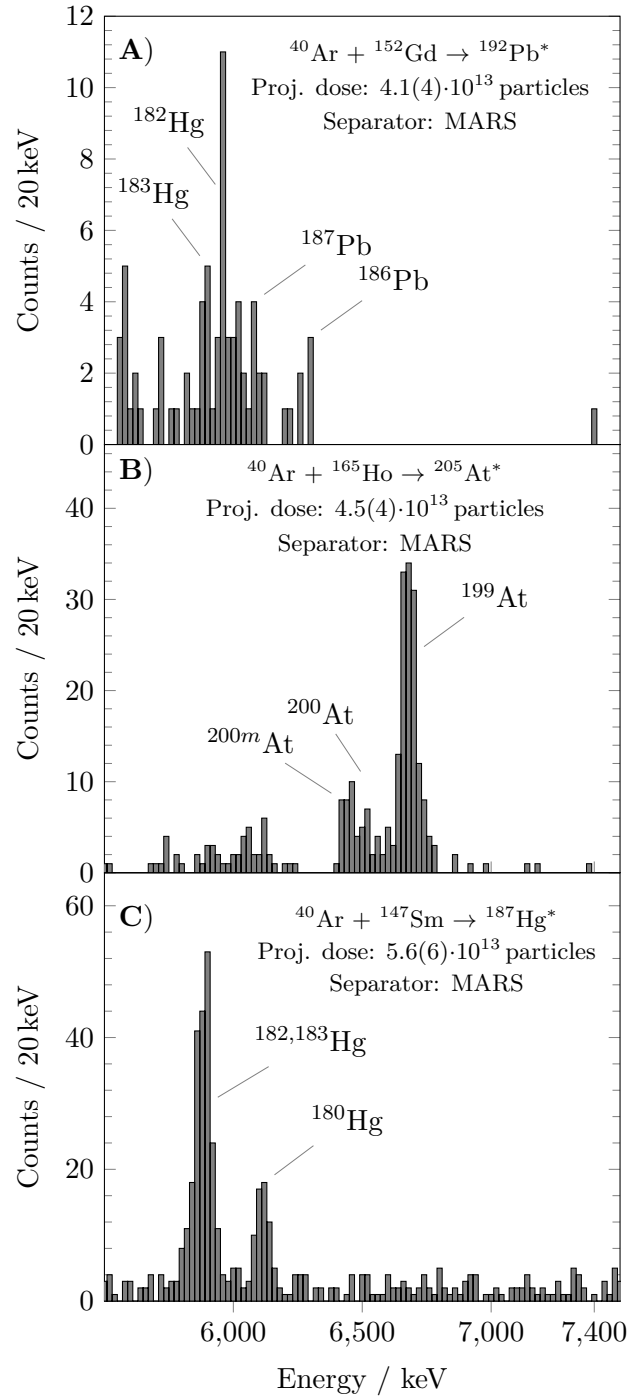 12
10
8
6
4
2
0
Counts / 20 keV
A)
⁴⁰Ar + ¹⁵²Gd → ¹⁹²Pb*
Proj. dose: 4.1(4)·10¹³ particles
Separator: MARS
¹⁸²Hg
¹⁸³Hg
¹⁸⁷Pb
¹⁸⁶Pb
40
30
20
10
0
Counts / 20 keV
B)
⁴⁰Ar + ¹⁶⁵Ho → ²⁰⁵At*
Proj. dose: 4.5(4)·10¹³ particles
Separator: MARS
¹⁹⁹At
²⁰⁰At
²⁰⁰ᵐAt
60
40
20
0
Counts / 20 keV
C)
⁴⁰Ar + ¹⁴⁷Sm → ¹⁸⁷Hg*
Proj. dose: 5.6(6)·10¹³ particles
Separator: MARS
¹⁸²,¹⁸³Hg
¹⁸⁰Hg
6,000 6,500 7,000 7,400
Energy / keV